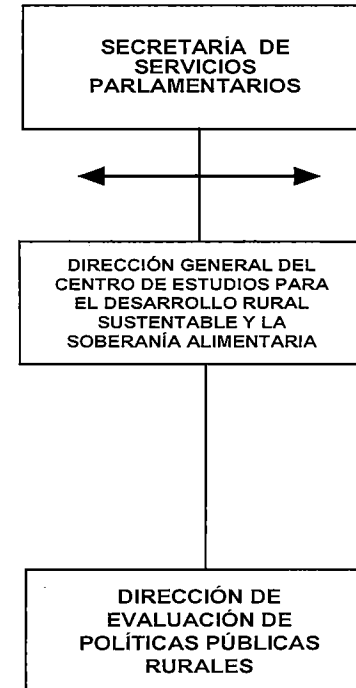 SECRETARÍA DE
SERVICIOS
PARLAMENTARIOS
DIRECCIÓN GENERAL DEL
CENTRO DE ESTUDIOS PARA
EL DESARROLLO RURAL
SUSTENTABLE Y LA
SOBERANÍA ALIMENTARIA
DIRECCIÓN DE
EVALUACIÓN DE
POLÍTICAS PÚBLICAS
RURALES